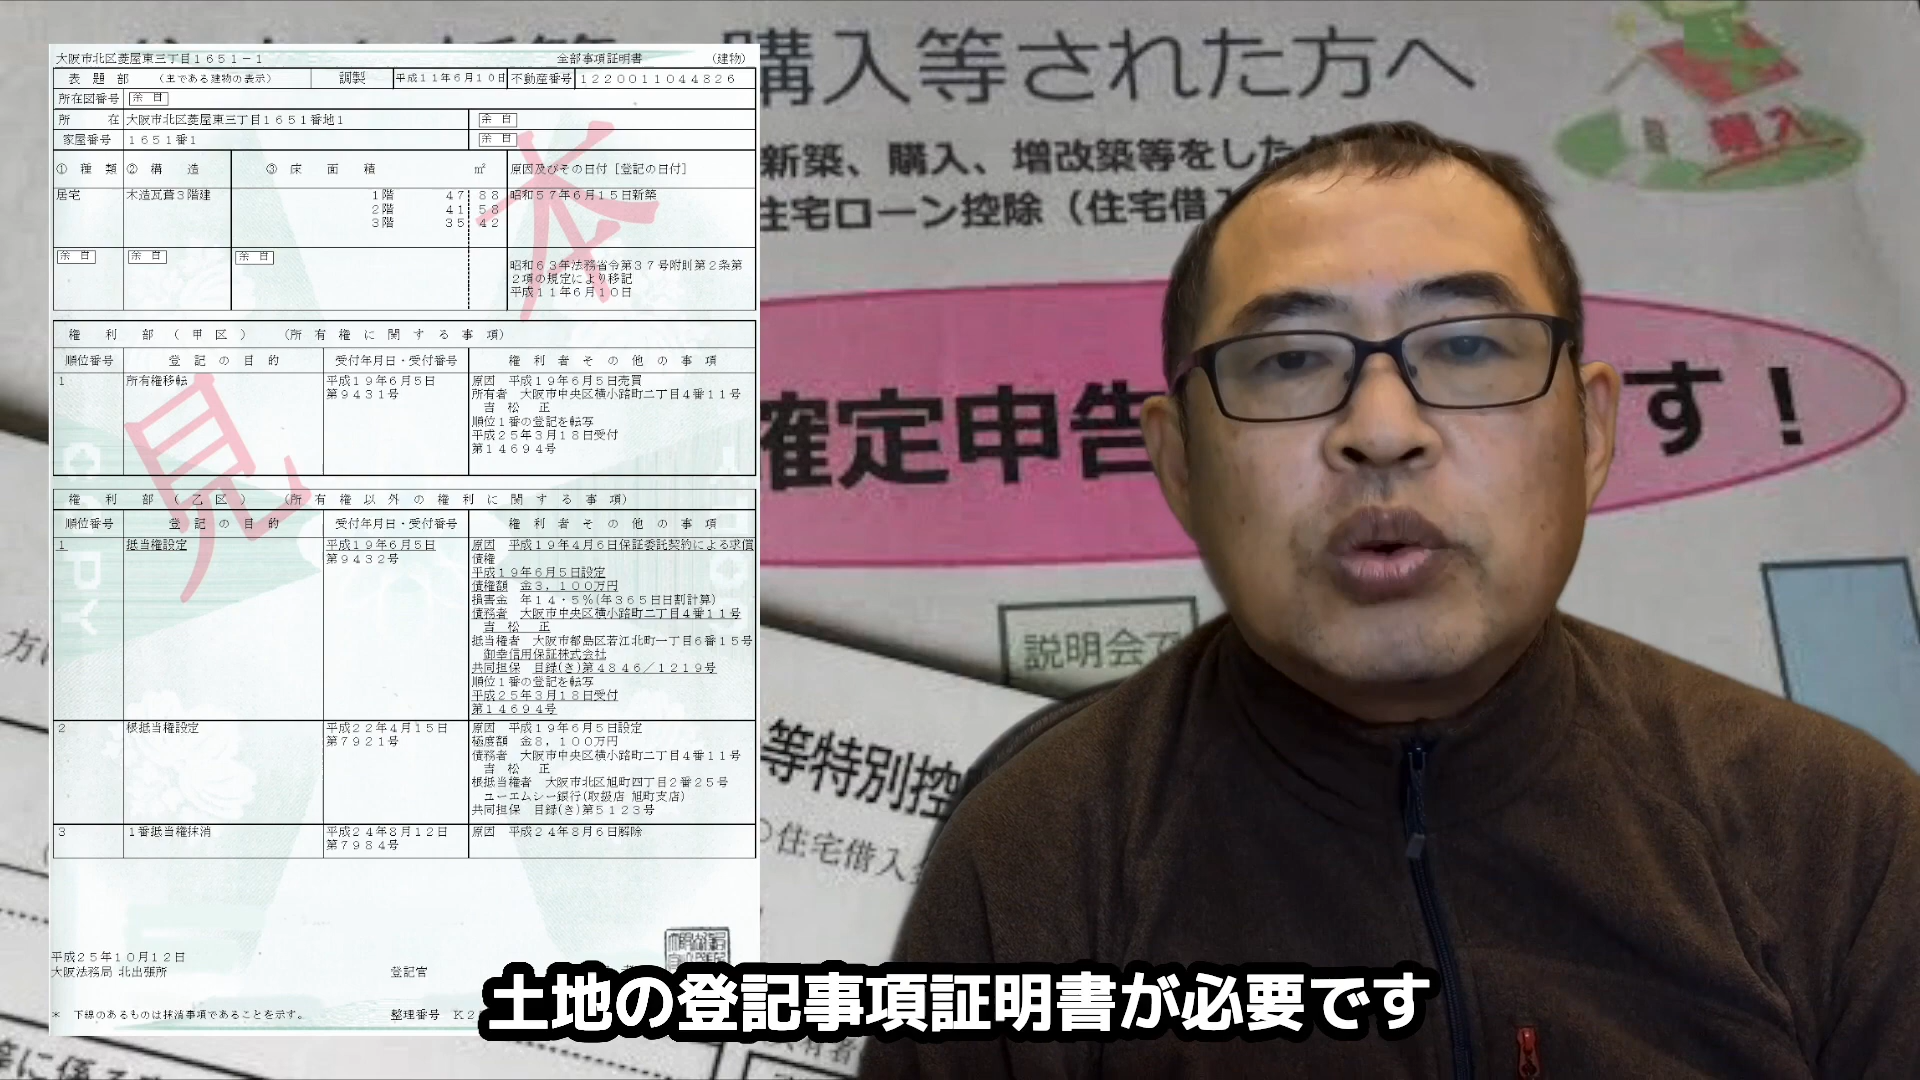 大阪市北区菱屋東三丁目１６５１－１ 全部事項証明書 （建物）
表 題 部 （主である建物の表示） 調製 平成１１年６月１０日 不動産番号 １２２００１１０４４８２６
所在図番号 余 白
所 在 大阪市北区菱屋東三丁目１６５１番地１ 余 白
家屋番号 １６５１番１ 余 白
① 種 類 ② 構 造 ③ 床 面 積 ㎡ 原因及びその日付［登記の日付］
居宅 木造瓦葺３階建 １階 ４７ ８８ 昭和５７年６月１５日新築
２階 ４１ ５８
３階 ３５ ４２
余 白 余 白 余 白
昭和６３年法務省令第３７号附則第２条第
２項の規定により移記
平成１１年６月１０日
見本
権 利 部 （ 甲 区 ） （所 有 権 に 関 す る 事 項）
順位番号 登 記 の 目 的 受付年月日・受付番号 権 利 者 そ の 他 の 事 項
１ 所有権移転 平成１９年６月５日 原因 平成１９年６月５日売買
第９４３１号 所有者 大阪市中央区横小路町二丁目４番１１号
吉 松 正
順位１番の登記を転写
平成２５年３月１８日受付
第１４６９４号
権 利 部 （ 乙 区 ） （所 有 権 以 外 の 権 利 に 関 す る 事 項）
順位番号 登 記 の 目 的 受付年月日・受付番号 権 利 者 そ の 他 の 事 項
１ 抵当権設定 平成１９年６月５日 原因 平成１９年４月６日保証委託契約による求償
第９４３２号 債権
平成１９年６月５日設定
債権額 金３，１００万円
損害金 年１４・５％(年３６５日日割計算)
債務者 大阪市中央区横小路町二丁目４番１１号
吉 松 正
抵当権者 大阪市都島区若江北町一丁目６番１５号
御幸信用保証株式会社
共同担保 目録(き)第４８４６／１２１９号
順位１番の登記を転写
平成２５年３月１８日受付
第１４６９４号
２ 根抵当権設定 平成２２年４月１５日 原因 平成１９年６月５日設定
第７９２１号 極度額 金８，１００万円
債務者 大阪市中央区横小路町二丁目４番１１号
吉 松 正
根抵当権者 大阪市北区旭町四丁目２番２５号
ユーエムシー銀行(取扱店 旭町支店)
共同担保 目録(き)第５１２３号
３ １番抵当権抹消 平成２４年８月１２日 原因 平成２４年８月６日解除
第７９８４号
COPY
平成２５年１０月１２日
大阪法務局 北出張所 登記官
＊ 下線のあるものは抹消事項であることを示す。 整理番号 Ｋ２
購入等された方へ
購入
新築、購入、増改築等をした
住宅ローン控除（住宅借入
確定申告
す！
説明会で
等特別控
住宅借入
等に係る
土地の登記事項証明書が必要です